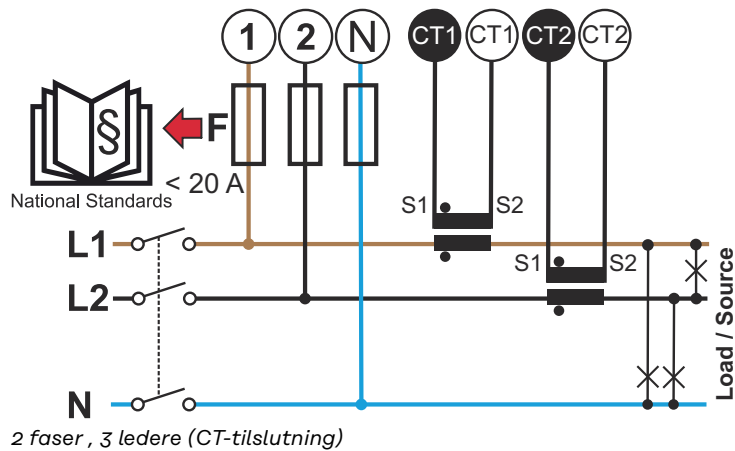 1 2 N CT1 CT1 CT2 CT2
§
F
National Standards
< 20 A
S1 S2
L1
S1 S2
L2
Load / Source
N
2 faser , 3 ledere (CT-tilslutning)